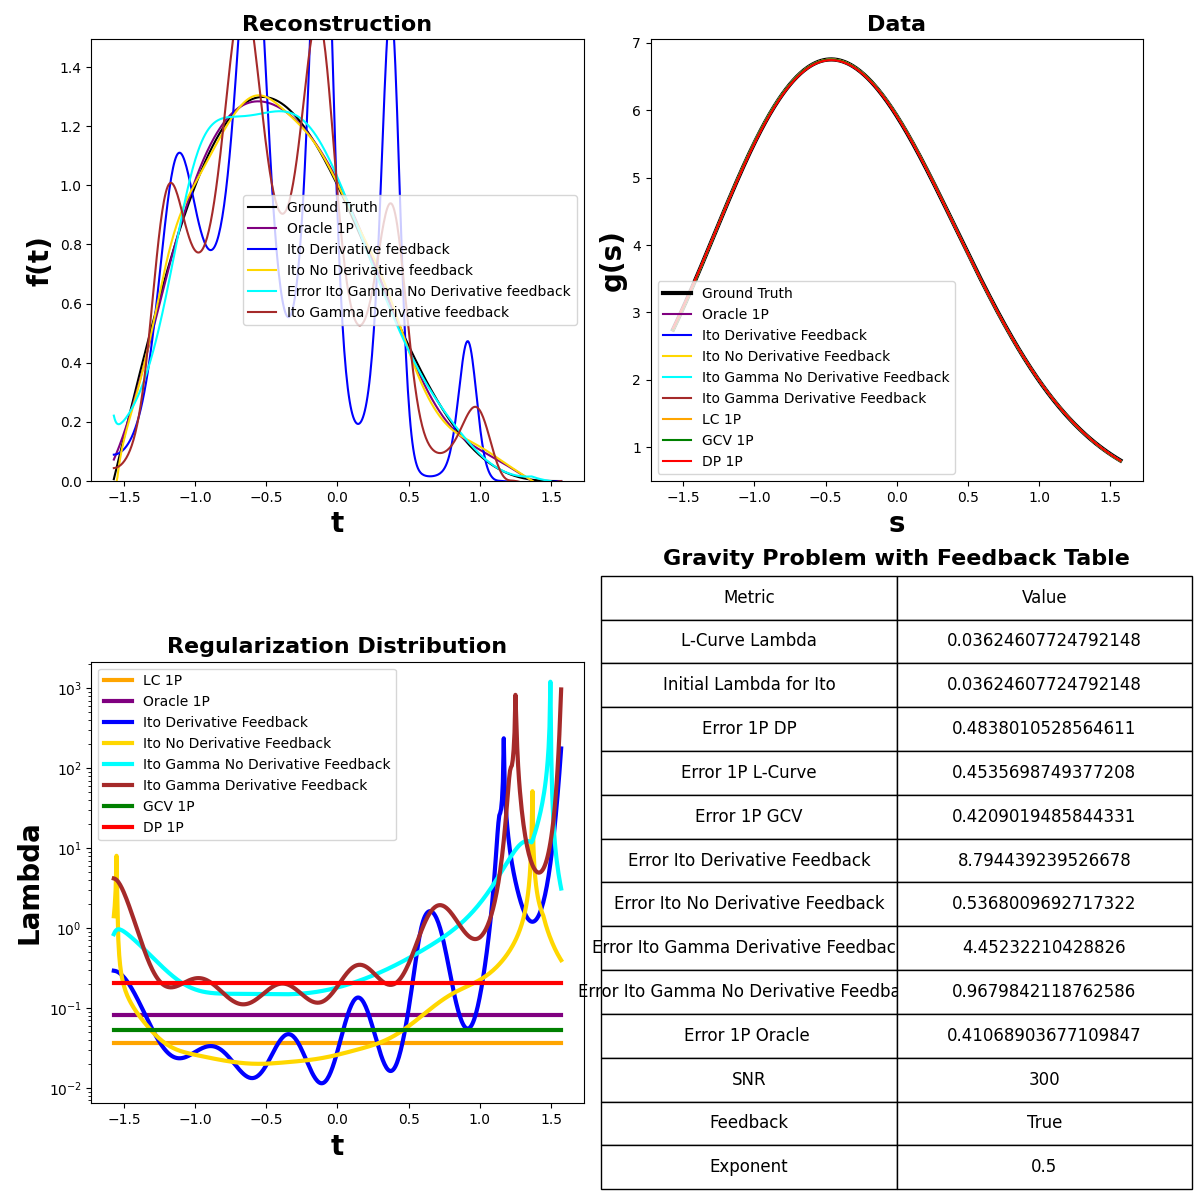 Reconstruction
f(t)
1.4
1.2
1.0
0.8
0.6
0.4
0.2
0.0
Ground Truth
Oracle 1P
Ito Derivative feedback
Ito No Derivative feedback
Error Ito Gamma No Derivative feedback
Ito Gamma Derivative feedback
−1.5 −1.0 −0.5 0.0 0.5 1.0 1.5
t
Data
g(s)
7
6
5
4
3
2
1
Ground Truth
Oracle 1P
Ito Derivative Feedback
Ito No Derivative Feedback
Ito Gamma No Derivative Feedback
Ito Gamma Derivative Feedback
LC 1P
GCV 1P
DP 1P
−1.5 −1.0 −0.5 0.0 0.5 1.0 1.5
s
Regularization Distribution
Lambda
10³
10²
10¹
10⁰
10⁻¹
10⁻²
LC 1P
Oracle 1P
Ito Derivative Feedback
Ito No Derivative Feedback
Ito Gamma No Derivative Feedback
Ito Gamma Derivative Feedback
GCV 1P
DP 1P
−1.5 −1.0 −0.5 0.0 0.5 1.0 1.5
t
Gravity Problem with Feedback Table
Metric Value
L-Curve Lambda 0.03624607724792148
Initial Lambda for Ito 0.03624607724792148
Error 1P DP 0.4838010528564611
Error 1P L-Curve 0.4535698749377208
Error 1P GCV 0.4209019485844331
Error Ito Derivative Feedback 8.794439239526678
Error Ito No Derivative Feedback 0.5368009692717322
Error Ito Gamma Derivative Feedbac 4.45232210428826
Error Ito Gamma No Derivative Feedba 0.9679842118762586
Error 1P Oracle 0.41068903677109847
SNR 300
Feedback True
Exponent 0.5